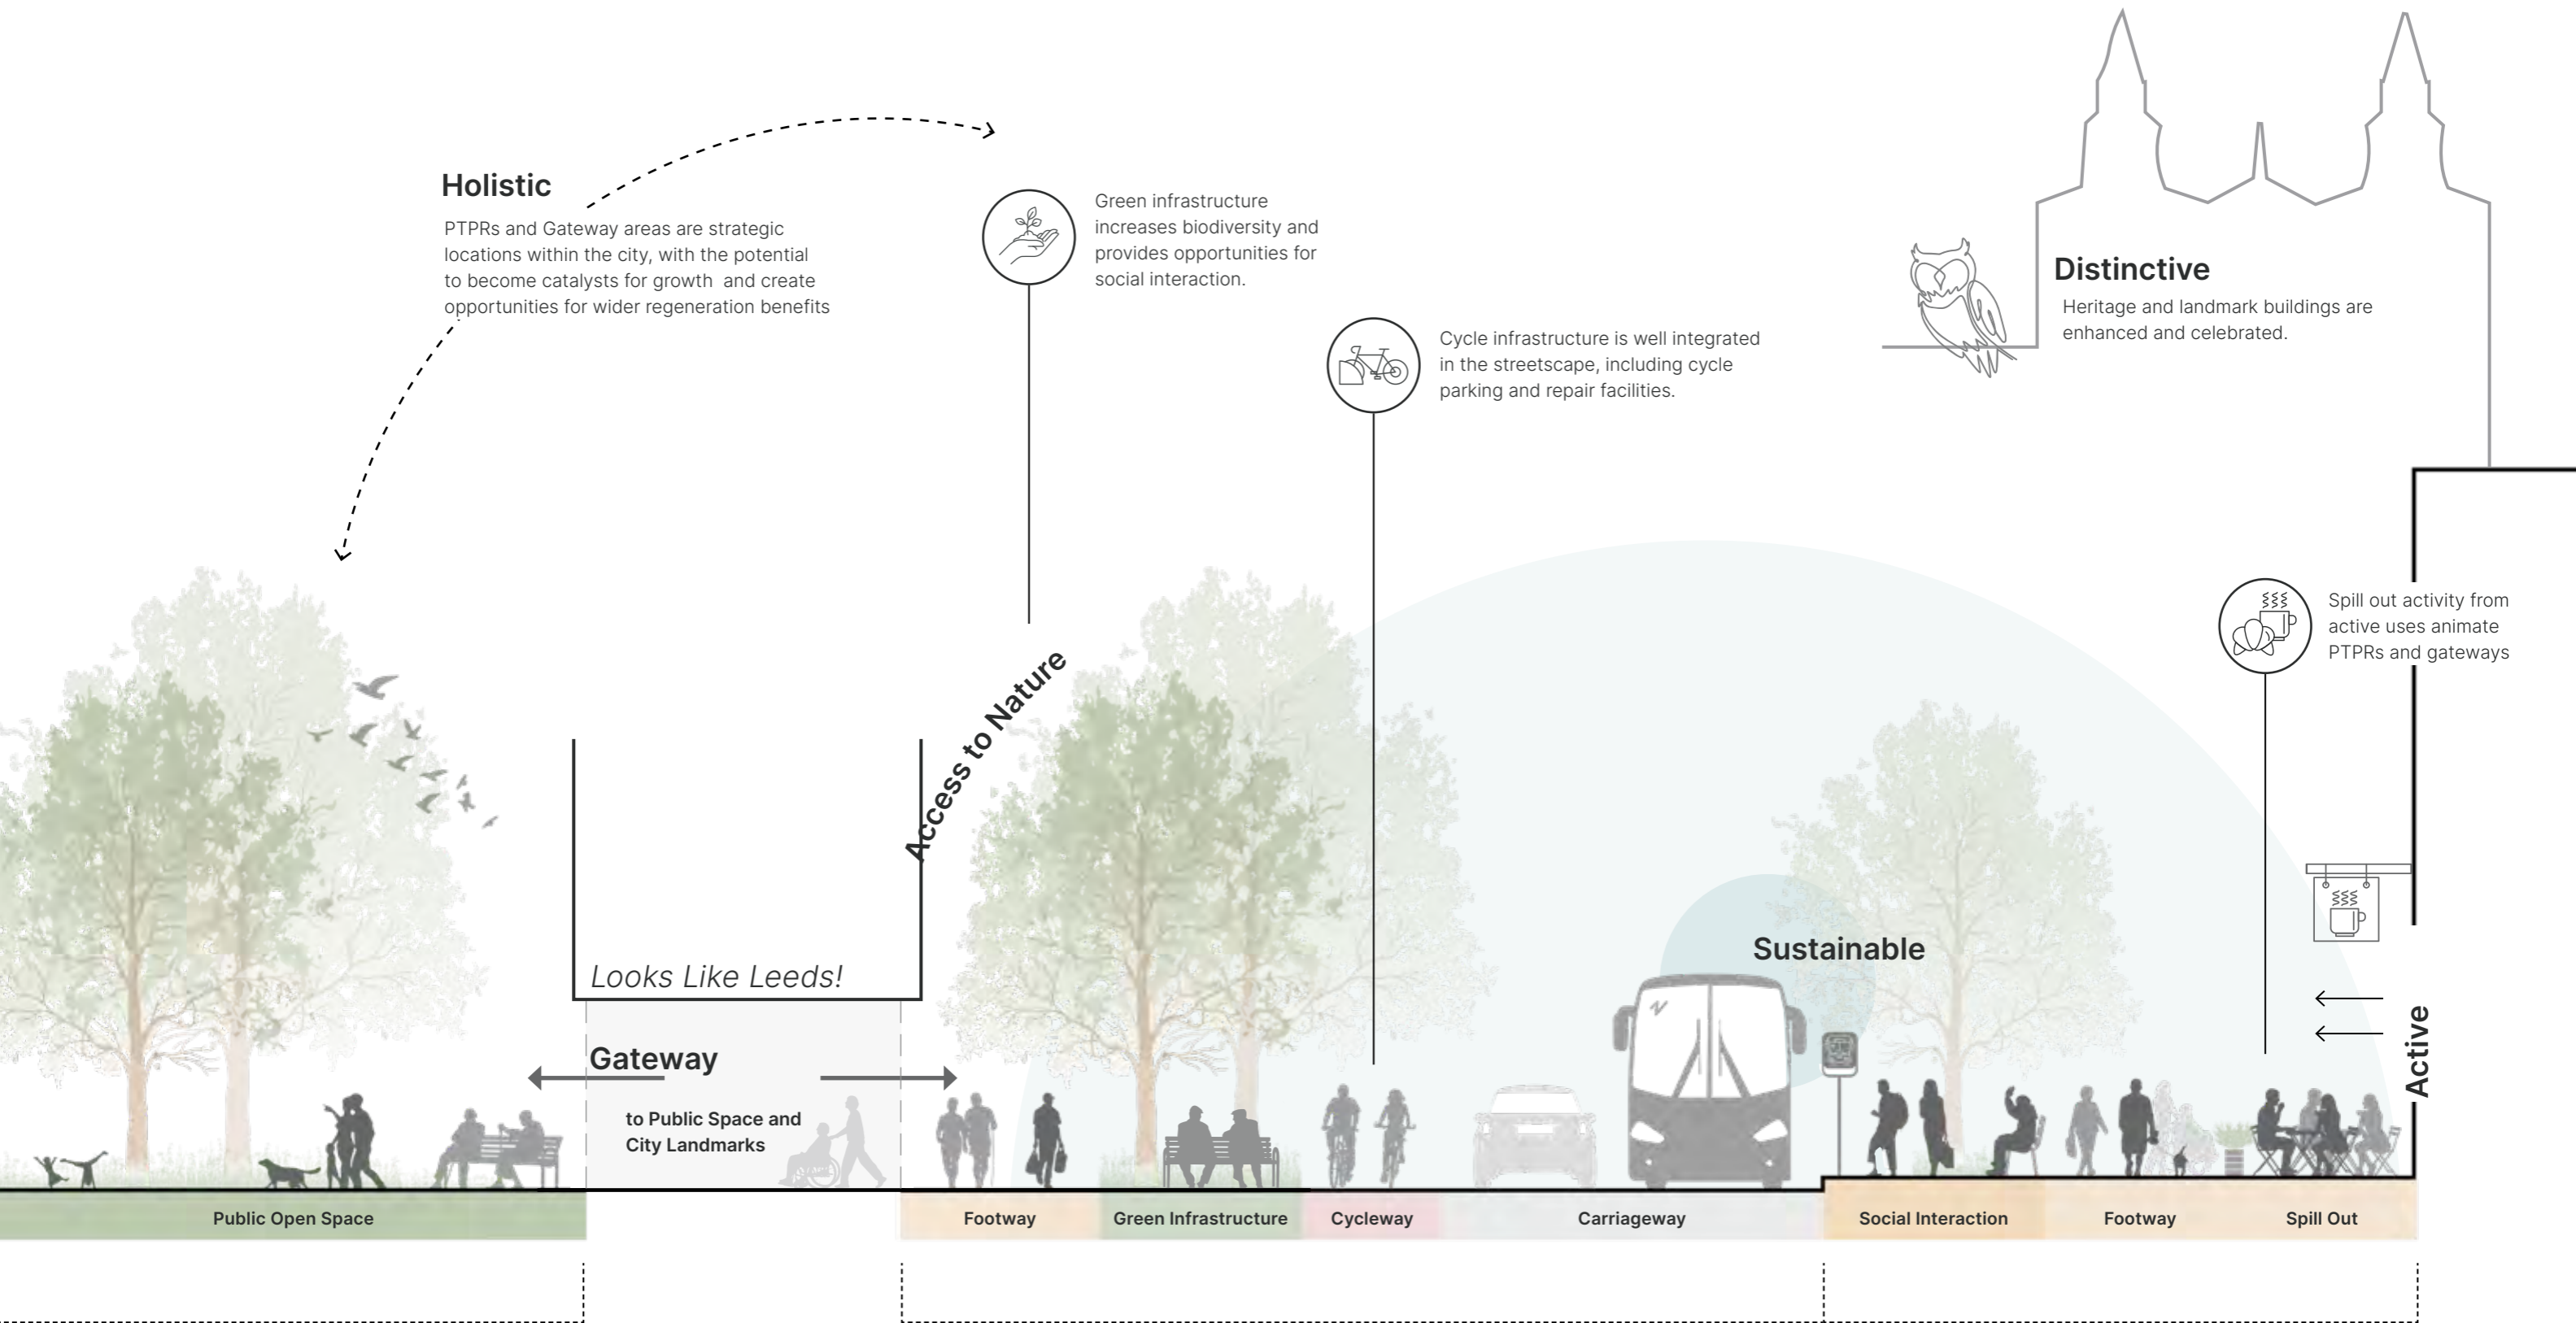 Holistic
PTPRs and Gateway areas are strategic
locations within the city, with the potential
to become catalysts for growth and create
opportunities for wider regeneration benefits
Green infrastructure
increases biodiversity and
provides opportunities for
social interaction.
Cycle infrastructure is well integrated
in the streetscape, including cycle
parking and repair facilities.
Distinctive
Heritage and landmark buildings are
enhanced and celebrated.
Spill out activity from
active uses animate
PTPRs and gateways
Access to Nature
Looks Like Leeds!
Gateway
to Public Space and
City Landmarks
Sustainable
Active
Public Open Space
Footway
Green Infrastructure
Cycleway
Carriageway
Social Interaction
Footway
Spill Out